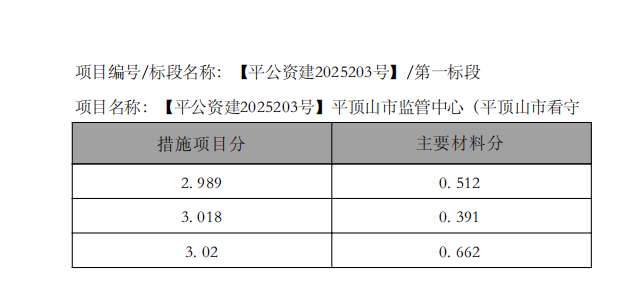 项目编号/标段名称：【平公资建2025203号】/第一标段
项目名称：【平公资建2025203号】平顶山市监管中心（平顶山市看守
措施项目分 主要材料分
2.989 0.512
3.018 0.391
3.02 0.662